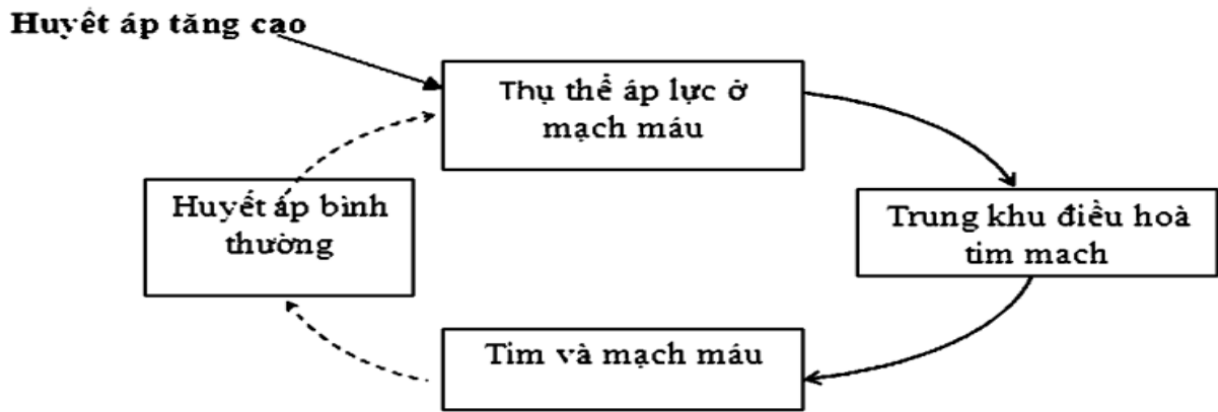 Huyết áp tăng cao
Thụ thể áp lực ở
mạch máu
Huyết áp bình
thường
Trung khu điều hoà
tim mach
Tim và mạch máu